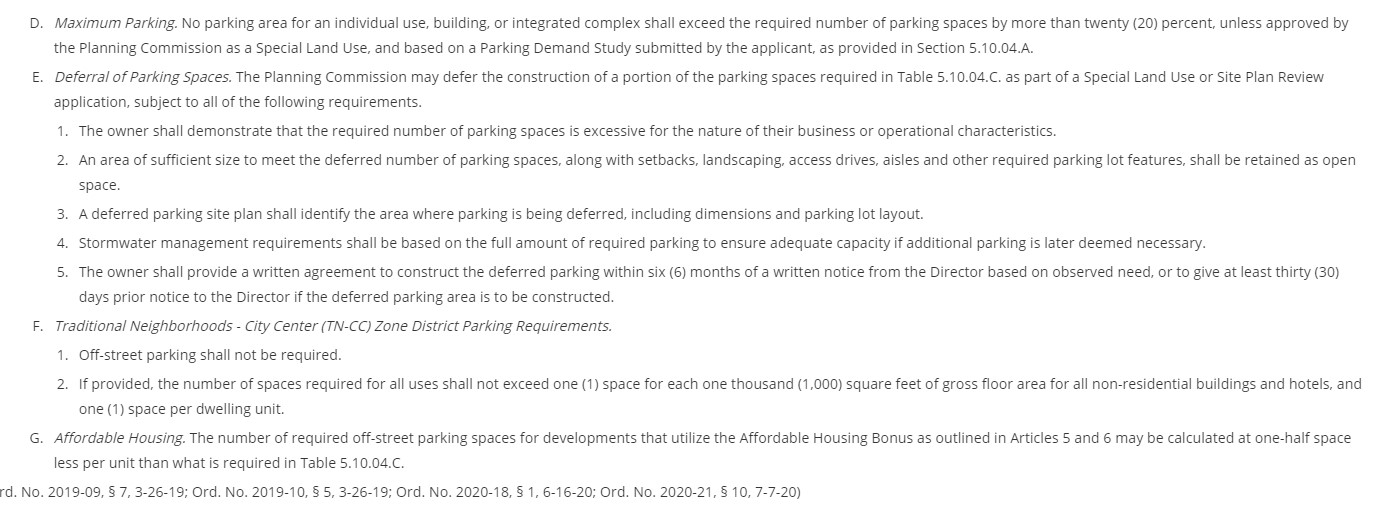 D. Maximum Parking. No parking area for an individual use, building, or integrated complex shall exceed the required number of parking spaces by more than twenty (20) percent, unless approved by
the Planning Commission as a Special Land Use, and based on a Parking Demand Study submitted by the applicant, as provided in Section 5.10.04.A.
E. Deferral of Parking Spaces. The Planning Commission may defer the construction of a portion of the parking spaces required in Table 5.10.04.C. as part of a Special Land Use or Site Plan Review
application, subject to all of the following requirements.
1. The owner shall demonstrate that the required number of parking spaces is excessive for the nature of their business or operational characteristics.
2. An area of sufficient size to meet the deferred number of parking spaces, along with setbacks, landscaping, access drives, aisles and other required parking lot features, shall be retained as open
space.
3. A deferred parking site plan shall identify the area where parking is being deferred, including dimensions and parking lot layout.
4. Stormwater management requirements shall be based on the full amount of required parking to ensure adequate capacity if additional parking is later deemed necessary.
5. The owner shall provide a written agreement to construct the deferred parking within six (6) months of a written notice from the Director based on observed need, or to give at least thirty (30)
days prior notice to the Director if the deferred parking area is to be constructed.
F. Traditional Neighborhoods - City Center (TN-CC) Zone District Parking Requirements.
1. Off-street parking shall not be required.
2. If provided, the number of spaces required for all uses shall not exceed one (1) space for each one thousand (1,000) square feet of gross floor area for all non-residential buildings and hotels, and
one (1) space per dwelling unit.
G. Affordable Housing. The number of required off-street parking spaces for developments that utilize the Affordable Housing Bonus as outlined in Articles 5 and 6 may be calculated at one-half space
less per unit than what is required in Table 5.10.04.C.
rd. No. 2019-09, § 7, 3-26-19; Ord. No. 2019-10, § 5, 3-26-19; Ord. No. 2020-18, § 1, 6-16-20; Ord. No. 2020-21, § 10, 7-7-20)